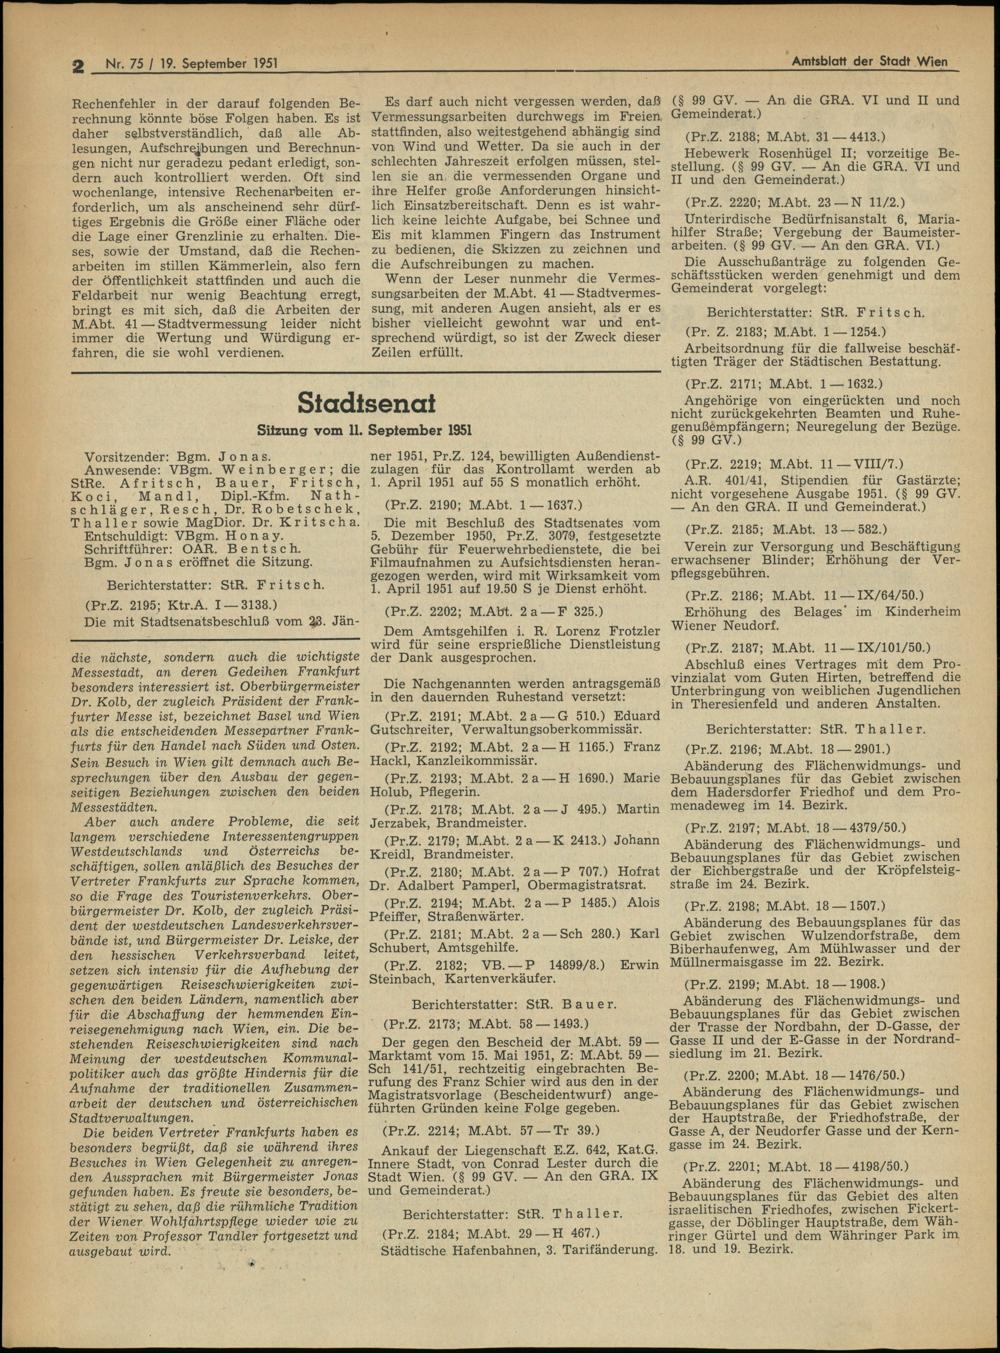 2 Nr. 75 / 19. September 1951
Amtsblatt der Stadt Wien
Rechenfehler in der darauf folgenden Be-
rechnung könnte böse Folgen haben. Es ist
daher selbstverständlich, daß alle Ab-
lesungen, Aufschreibungen und Berechnun-
gen nicht nur geradezu pedant erledigt, son-
dern auch kontrolliert werden. Oft sind
wochenlange, intensive Rechenarbeiten er-
forderlich, um als anscheinend sehr dürf-
tiges Ergebnis die Größe einer Fläche oder
die Lage einer Grenzlinie zu erhalten. Die-
ses, sowie der Umstand, daß die Rechen-
arbeiten im stillen Kämmerlein, also fern
der Öffentlichkeit stattfinden und auch die
Feldarbeit nur wenig Beachtung erregt,
bringt es mit sich, daß die Arbeiten der
M.Abt. 41 — Stadtvermessung leider nicht
immer die Wertung und Würdigung er-
fahren, die sie wohl verdienen.
Es darf auch nicht vergessen werden, daß
Vermessungsarbeiten durchwegs im Freien
stattfinden, also weitestgehend abhängig sind
von Wind und Wetter. Da sie auch in der
schlechten Jahreszeit erfolgen müssen, stel-
len sie an die vermessenden Organe und
ihre Helfer große Anforderungen hinsicht-
lich Einsatzbereitschaft. Denn es ist wahr-
lich keine leichte Aufgabe, bei Schnee und
Eis mit klammen Fingern das Instrument
zu bedienen, die Skizzen zu zeichnen und
die Aufschreibungen zu machen.
Wenn der Leser nunmehr die Vermes-
sungsarbeiten der M.Abt. 41 — Stadtvermes-
sung, mit anderen Augen ansieht, als er es
bisher vielleicht gewohnt war und ent-
sprechend würdigt, so ist der Zweck dieser
Zeilen erfüllt.
Stadtsenat
Sitzung vom 11. September 1951
Vorsitzender: Bgm. Jonas.
Anwesende: VBgm. Weinberger; die
StRe. Afritsch, Bauer, Fritsch,
Koci, Mandl, Dipl.-Kfm. Nath-
schläger, Resch, Dr. Robetschek,
Thaller sowie MagDior. Dr. Kritscha.
Entschuldigt: VBgm. Honay.
Schriftführer: OAR. Bentsch.
Bgm. Jonas eröffnet die Sitzung.
Berichterstatter: StR. Fritsch.
(Pr.Z. 2195; Ktr.A. I — 3138.)
Die mit Stadtsenatsbeschluß vom 23. Jän-
ner 1951, Pr.Z. 124, bewilligten Außendienst-
zulagen für das Kontrollamt werden ab
1. April 1951 auf 55 S monatlich erhöht.
(Pr.Z. 2190; M.Abt. 1 — 1637.)
Die mit Beschluß des Stadtsenates vom
5. Dezember 1950, Pr.Z. 3079, festgesetzte
Gebühr für Feuerwehrbedienstete, die bei
Filmaufnahmen zu Aufsichtsdiensten heran-
gezogen werden, wird mit Wirksamkeit vom
1. April 1951 auf 19.50 S je Dienst erhöht.
(Pr.Z. 2202; M.Abt. 2 a — F 325.)
Dem Amtsgehilfen i. R. Lorenz Frotzler
wird für seine ersprießliche Dienstleistung
der Dank ausgesprochen.
Die Nachgenannten werden antragsgemäß
in den dauernden Ruhestand versetzt:
(Pr.Z. 2191; M.Abt. 2 a — G 510.) Eduard
Gutschreiter, Verwaltungsoberkommissär.
(Pr.Z. 2192; M.Abt. 2 a — H 1165.) Franz
Hackl, Kanzleikommissär.
(Pr.Z. 2193; M.Abt. 2 a — H 1690.) Marie
Holub, Pflegerin.
(Pr.Z. 2178; M.Abt. 2 a — J 495.) Martin
Jerzabek, Brandmeister.
(Pr.Z. 2179; M.Abt. 2 a — K 2413.) Johann
Kreidl, Brandmeister.
(Pr.Z. 2180; M.Abt. 2 a — P 707.) Hofrat
Dr. Adalbert Pamperl, Obermagistratsrat.
(Pr.Z. 2194; M.Abt. 2 a — P 1485.) Alois
Pfeiffer, Straßenwärter.
(Pr.Z. 2181; M.Abt. 2 a — Sch 280.) Karl
Schubert, Amtsgehilfe.
(Pr.Z. 2182; VB. — P 14899/8.) Erwin
Steinbach, Kartenverkäufer.
Berichterstatter: StR. Bauer.
(Pr.Z. 2173; M.Abt. 58 — 1493.)
Der gegen den Bescheid der M.Abt. 59 —
Marktamt vom 15. Mai 1951, Z: M.Abt. 59 —
Sch 141/51, rechtzeitig eingebrachten Be-
rufung des Franz Schier wird aus den in der
Magistratsvorlage (Bescheidentwurf) ange-
führten Gründen keine Folge gegeben.
(Pr.Z. 2214; M.Abt. 57 — Tr 39.)
Ankauf der Liegenschaft E.Z. 642, Kat.G.
Innere Stadt, von Conrad Lester durch die
Stadt Wien. (§ 99 GV. — An den GRA. IX
und Gemeinderat.)
Berichterstatter: StR. Thaller.
(Pr.Z. 2184; M.Abt. 29 — H 467.)
Städtische Hafenbahnen, 3. Tarifänderung.
(§ 99 GV. — An die GRA. VI und II und
Gemeinderat.)
(Pr.Z. 2188; M.Abt. 31 — 4413.)
Hebewerk Rosenhügel II; vorzeitige Be-
stellung. (§ 99 GV. — An die GRA. VI und
II und den Gemeinderat.)
(Pr.Z. 2220; M.Abt. 23 — N 11/2.)
Unterirdische Bedürfnisanstalt 6, Maria-
hilfer Straße; Vergebung der Baumeister-
arbeiten. (§ 99 GV. — An den GRA. VI.)
Die Ausschußanträge zu folgenden Ge-
schäftsstücken werden genehmigt und dem
Gemeinderat vorgelegt:
Berichterstatter: StR. Fritsch.
(Pr. Z. 2183; M.Abt. 1 — 1254.)
Arbeitsordnung für die fallweise beschäf-
tigten Träger der Städtischen Bestattung.
(Pr.Z. 2171; M.Abt. 1 — 1632.)
Angehörige von eingerückten und noch
nicht zurückgekehrten Beamten und Ruhe-
genußempfängern; Neuregelung der Bezüge.
(§ 99 GV.)
(Pr.Z. 2219; M.Abt. 11 — VIII/7.)
A.R. 401/41, Stipendien für Gastärzte;
nicht vorgesehene Ausgabe 1951. (§ 99 GV.
— An den GRA. II und Gemeinderat.)
(Pr.Z. 2185; M.Abt. 13 — 582.)
Verein zur Versorgung und Beschäftigung
erwachsener Blinder; Erhöhung der Ver-
pflegsgebühren.
(Pr.Z. 2186; M.Abt. 11 — IX/64/50.)
Erhöhung des Belages im Kinderheim
Wiener Neudorf.
(Pr.Z. 2187; M.Abt. 11 — IX/101/50.)
Abschluß eines Vertrages mit dem Pro-
vinzialat vom Guten Hirten, betreffend die
Unterbringung von weiblichen Jugendlichen
in Theresienfeld und anderen Anstalten.
Berichterstatter: StR. Thaller.
(Pr.Z. 2196; M.Abt. 18 — 2901.)
Abänderung des Flächenwidmungs- und
Bebauungsplanes für das Gebiet zwischen
dem Hadersdorfer Friedhof und dem Pro-
menadeweg im 14. Bezirk.
(Pr.Z. 2197; M.Abt. 18 — 4379/50.)
Abänderung des Flächenwidmungs- und
Bebauungsplanes für das Gebiet zwischen
der Eichbergstraße und der Kröpfelsteig-
straße im 24. Bezirk.
(Pr.Z. 2198; M.Abt. 18 — 1507.)
Abänderung des Bebauungsplanes für das
Gebiet zwischen Wulzendorfstraße, dem
Biberhaufenweg, Am Mühlwasser und der
Müllnermaisgasse im 22. Bezirk.
(Pr.Z. 2199; M.Abt. 18 — 1908.)
Abänderung des Flächenwidmungs- und
Bebauungsplanes für das Gebiet zwischen
der Trasse der Nordbahn, der D-Gasse, der
Gasse II und der E-Gasse in der Nordrand-
siedlung im 21. Bezirk.
(Pr.Z. 2200; M.Abt. 18 — 1476/50.)
Abänderung des Flächenwidmungs- und
Bebauungsplanes für das Gebiet zwischen
der Hauptstraße, der Friedhofstraße, der
Gasse A, der Neudorfer Gasse und der Kern-
gasse im 24. Bezirk.
(Pr.Z. 2201; M.Abt. 18 — 4198/50.)
Abänderung des Flächenwidmungs- und
Bebauungsplanes für das Gebiet des alten
israelitischen Friedhofes, zwischen Fickert-
gasse, der Döblinger Hauptstraße, dem Wäh-
ringer Gürtel und dem Währinger Park im
18. und 19. Bezirk.
die nächste, sondern auch die wichtigste
Messestadt, an deren Gedeihen Frankfurt
besonders interessiert ist. Oberbürgermeister
Dr. Kolb, der zugleich Präsident der Frank-
furter Messe ist, bezeichnet Basel und Wien
als die entscheidenden Messepartner Frank-
furts für den Handel nach Süden und Osten.
Sein Besuch in Wien gilt demnach auch Be-
sprechungen über den Ausbau der gegen-
seitigen Beziehungen zwischen den beiden
Messestädten.
Aber auch andere Probleme, die seit
langem verschiedene Interessentengruppen
Westdeutschlands und Österreichs be-
schäftigen, sollen anläßlich des Besuches der
Vertreter Frankfurts zur Sprache kommen,
so die Frage des Touristenverkehrs. Ober-
bürgermeister Dr. Kolb, der zugleich Präsi-
dent der westdeutschen Landesverkehrsver-
bände ist, und Bürgermeister Dr. Leiske, der
den hessischen Verkehrsverband leitet,
setzen sich intensiv für die Aufhebung der
gegenwärtigen Reiseschwierigkeiten zwi-
schen den beiden Ländern, namentlich aber
für die Abschaffung der hemmenden Ein-
reisegenehmigung nach Wien, ein. Die be-
stehenden Reiseschwierigkeiten sind nach
Meinung der westdeutschen Kommunal-
politiker auch das größte Hindernis für die
Aufnahme der traditionellen Zusammen-
arbeit der deutschen und österreichischen
Stadtverwaltungen.
Die beiden Vertreter Frankfurts haben es
besonders begrüßt, daß sie während ihres
Besuches in Wien Gelegenheit zu anregen-
den Aussprachen mit Bürgermeister Jonas
gefunden haben. Es freute sie besonders, be-
stätigt zu sehen, daß die rühmliche Tradition
der Wiener Wohlfahrtspflege wieder wie zu
Zeiten von Professor Tandler fortgesetzt und
ausgebaut wird.